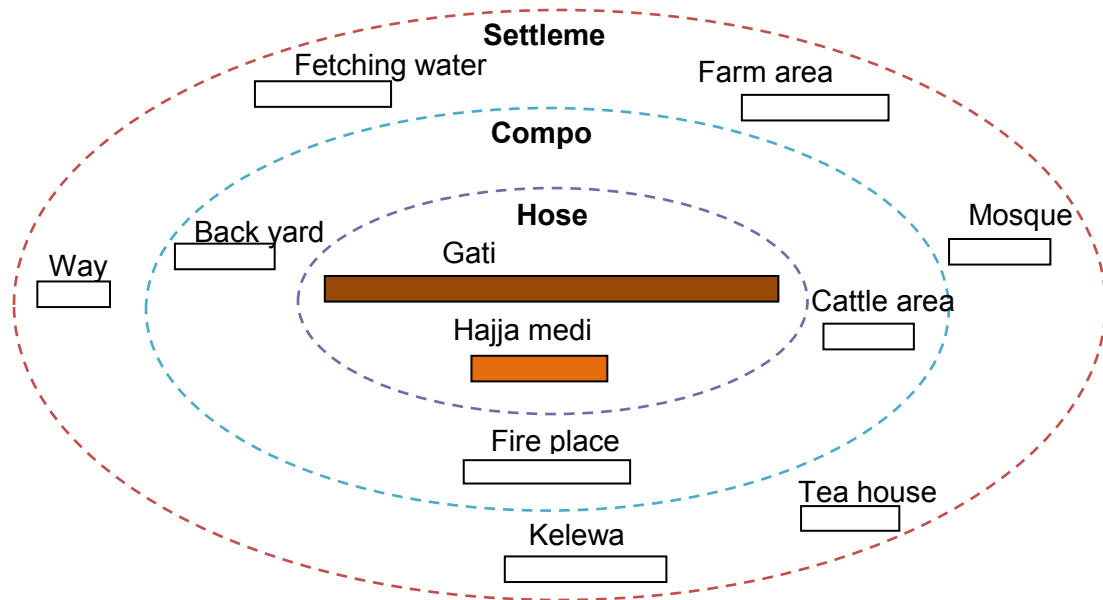 Settleme
Fetching water
Farm area
Compo
Hose
Mosque
Back yard
Gati
Way
Cattle area
Hajja medi
Fire place
Tea house
Kelewa